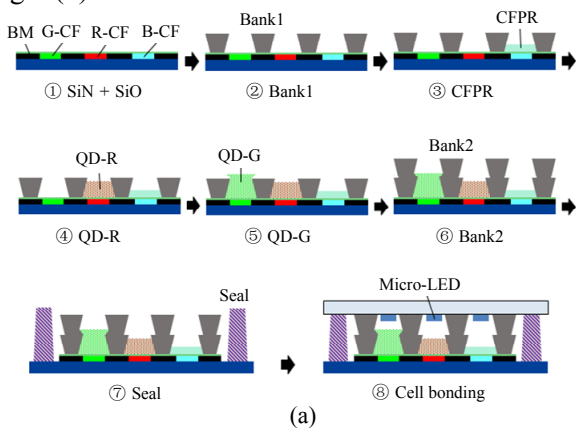 BM G-CF R-CF B-CF
Bank1
CFPR
① SiN + SiO
② Bank1
③ CFPR
QD-R
QD-G
Bank2
④ QD-R
⑤ QD-G
⑥ Bank2
Seal
Micro-LED
⑦ Seal
⑧ Cell bonding
(a)